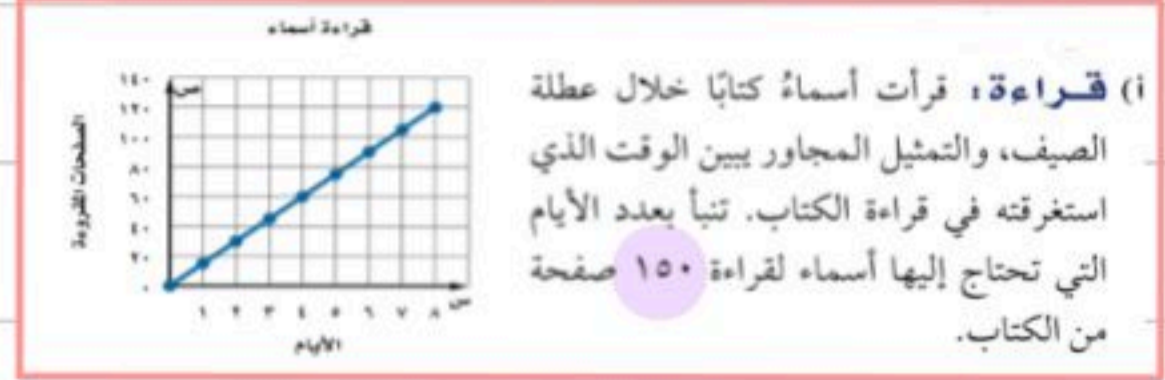 أ) قراءة: قرأت أسماءُ كتابًا خلال عطلة
الصيف، والتمثيل المجاور يبين الوقت الذي
استغرقته في قراءة الكتاب. تنبأ بعدد الأيام
التي تحتاج إليها أسماء لقراءة ١٥٠ صفحة
من الكتاب.
قراءة أسماء
الصفحات المقروءة
ص
١٤٠
١٢٠
١٠٠
٨٠
٦٠
٤٠
٢٠
٠
١ ٢ ٣ ٤ ٥ ٦ ٧ ٨ س
الأيام